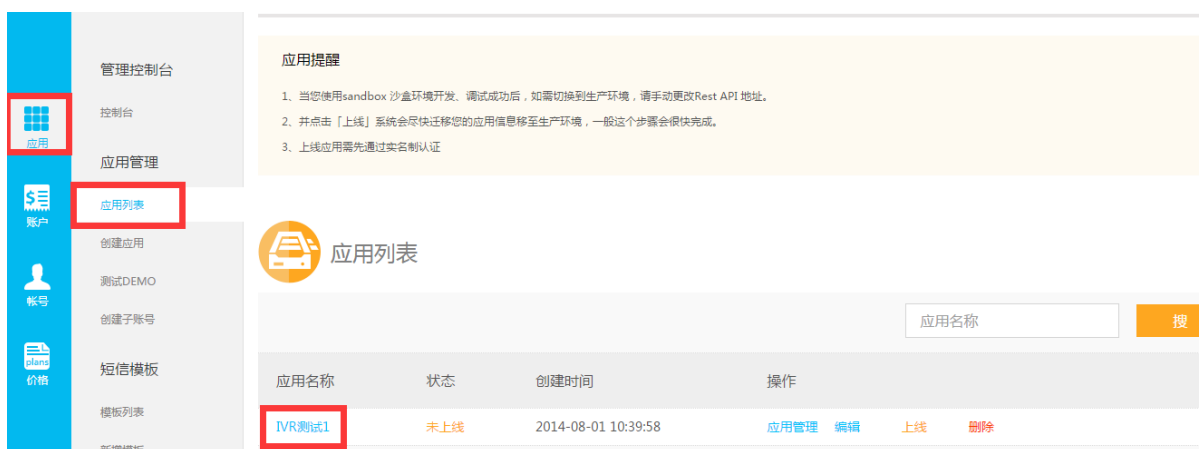 应用
账户
帐号
plans
价格
管理控制台
控制台
应用管理
应用列表
创建应用
测试DEMO
创建子账号
短信模板
模板列表
应用提醒
1、当您使用sandbox 沙盒环境开发、调试成功后，如需切换到生产环境，请手动更改Rest API 地址。
2、并点击「上线」系统会尽快迁移您的应用信息移至生产环境，一般这个步骤会很快完成。
3、上线应用需先通过实名制认证
应用列表
应用名称 搜
应用名称 状态 创建时间 操作
IVR测试1 未上线 2014-08-01 10:39:58 应用管理 编辑 上线 删除